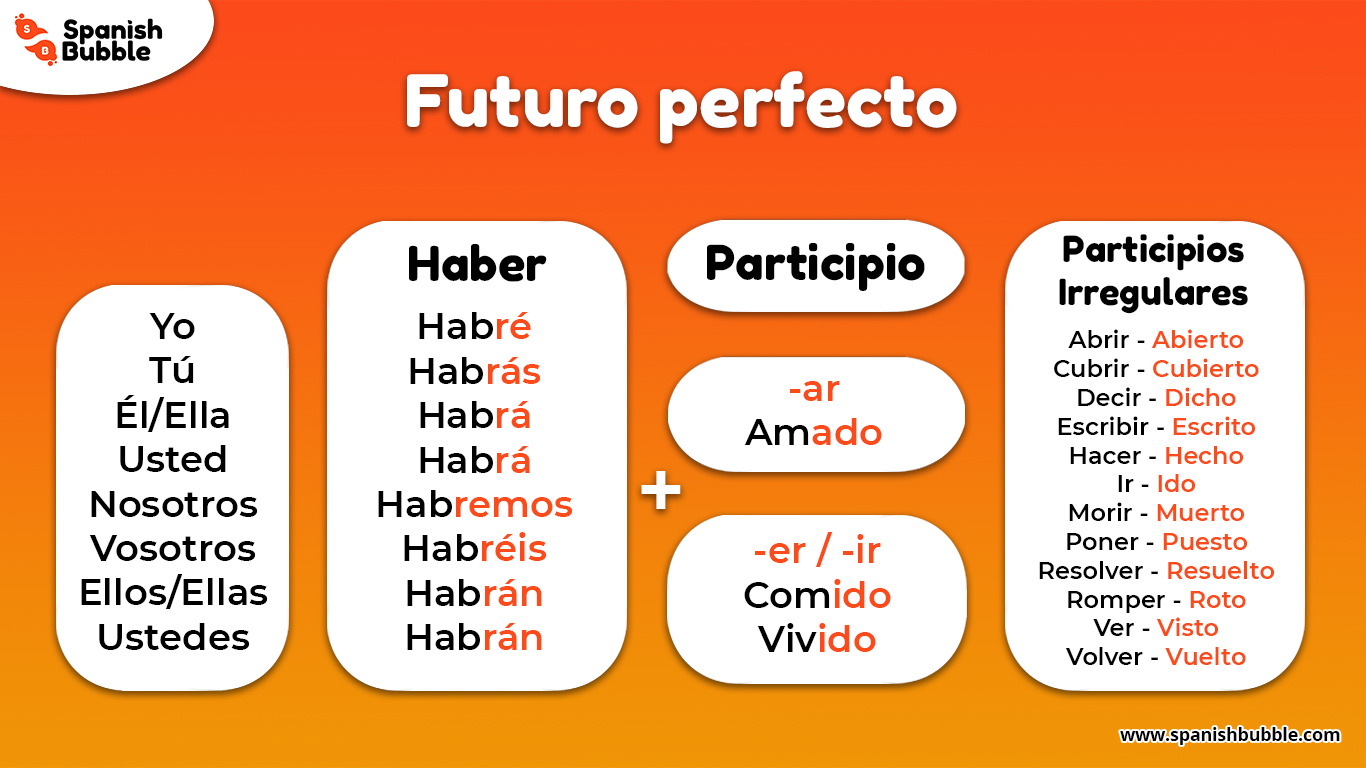 S
B
Spanish
Bubble
Futuro perfecto
Yo
Tú
Él/Ella
Usted
Nosotros
Vosotros
Ellos/Ellas
Ustedes
Haber
Habré
Habrás
Habrá
Habrá
Habremos
Habréis
Habrán
Habrán
+
Participio
-ar
Amado
-er / -ir
Comido
Vivido
Participios
Irregulares
Abrir - Abierto
Cubrir - Cubierto
Decir - Dicho
Escribir - Escrito
Hacer - Hecho
Ir - Ido
Morir - Muerto
Poner - Puesto
Resolver - Resuelto
Romper - Roto
Ver - Visto
Volver - Vuelto
www.spanishbubble.com